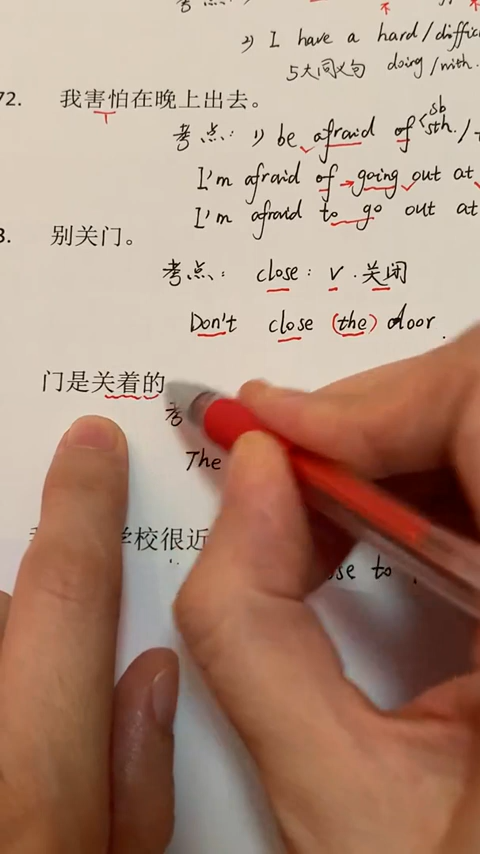 考点:
2) I have a hard/diffic
5大同义句 doing/with.
72. 我害怕在晚上出去。
考点: 1) be afraid of <sb sth. /
I'm afraid of → going out at
I'm afraid to go out at
3. 别关门。
考点: close: v.关闭
Don't close (the) door.
门是关着的
考
The
学校很近
se to